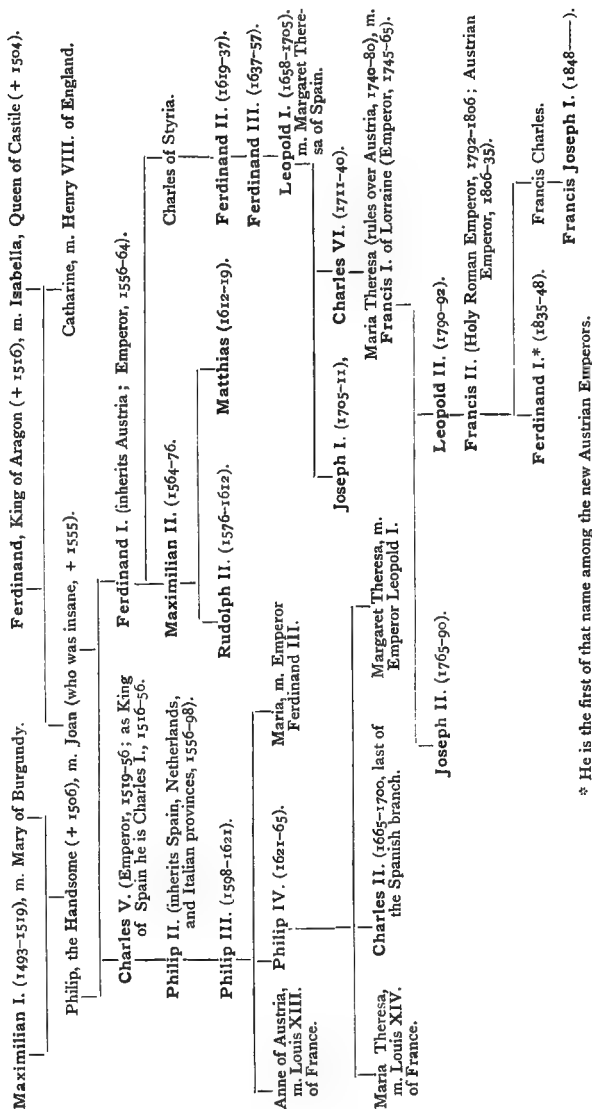 Maximilian I. (1493–1519), m. Mary of Burgundy.
Ferdinand, King of Aragon (+ 1516), m. Isabella, Queen of Castile (+ 1504).
Philip, the Handsome (+ 1506), m. Joan (who was insane, + 1555).
Catharine, m. Henry VIII. of England.
Charles V. (Emperor, 1519–56; as King
of Spain he is Charles I., 1516–56.
Ferdinand I. (inherits Austria; Emperor, 1556–64).
Philip II. (inherits Spain, Netherlands,
and Italian provinces, 1556–98).
Maximilian II. (1564–76.
Charles of Styria.
Philip III. (1598–1621).
Rudolph II. (1576–1612).
Matthias (1612–19).
Ferdinand II. (1619–37).
Ferdinand III. (1637–57).
Anne of Austria,
m. Louis XIII.
of France.
Philip IV. (1621–65).
Maria, m. Emperor
Ferdinand III.
Leopold I. (1658–1705),
m. Margaret There-
sa of Spain.
Maria Theresa,
m. Louis XIV.
of France.
Charles II. (1665–1700, last of
the Spanish branch.
Margaret Theresa, m.
Emperor Leopold I.
Joseph I. (1705–11),
Charles VI. (1711–40).
Maria Theresa (rules over Austria, 1740–80), m.
Francis I. of Lorraine (Emperor, 1745–65).
Joseph II. (1765–90).
Leopold II. (1790–92).
Francis II. (Holy Roman Emperor, 1792–1806; Austrian
Emperor, 1806–35).
Ferdinand I.* (1835–48).
Francis Charles.
Francis Joseph I. (1848——).
* He is the first of that name among the new Austrian Emperors.